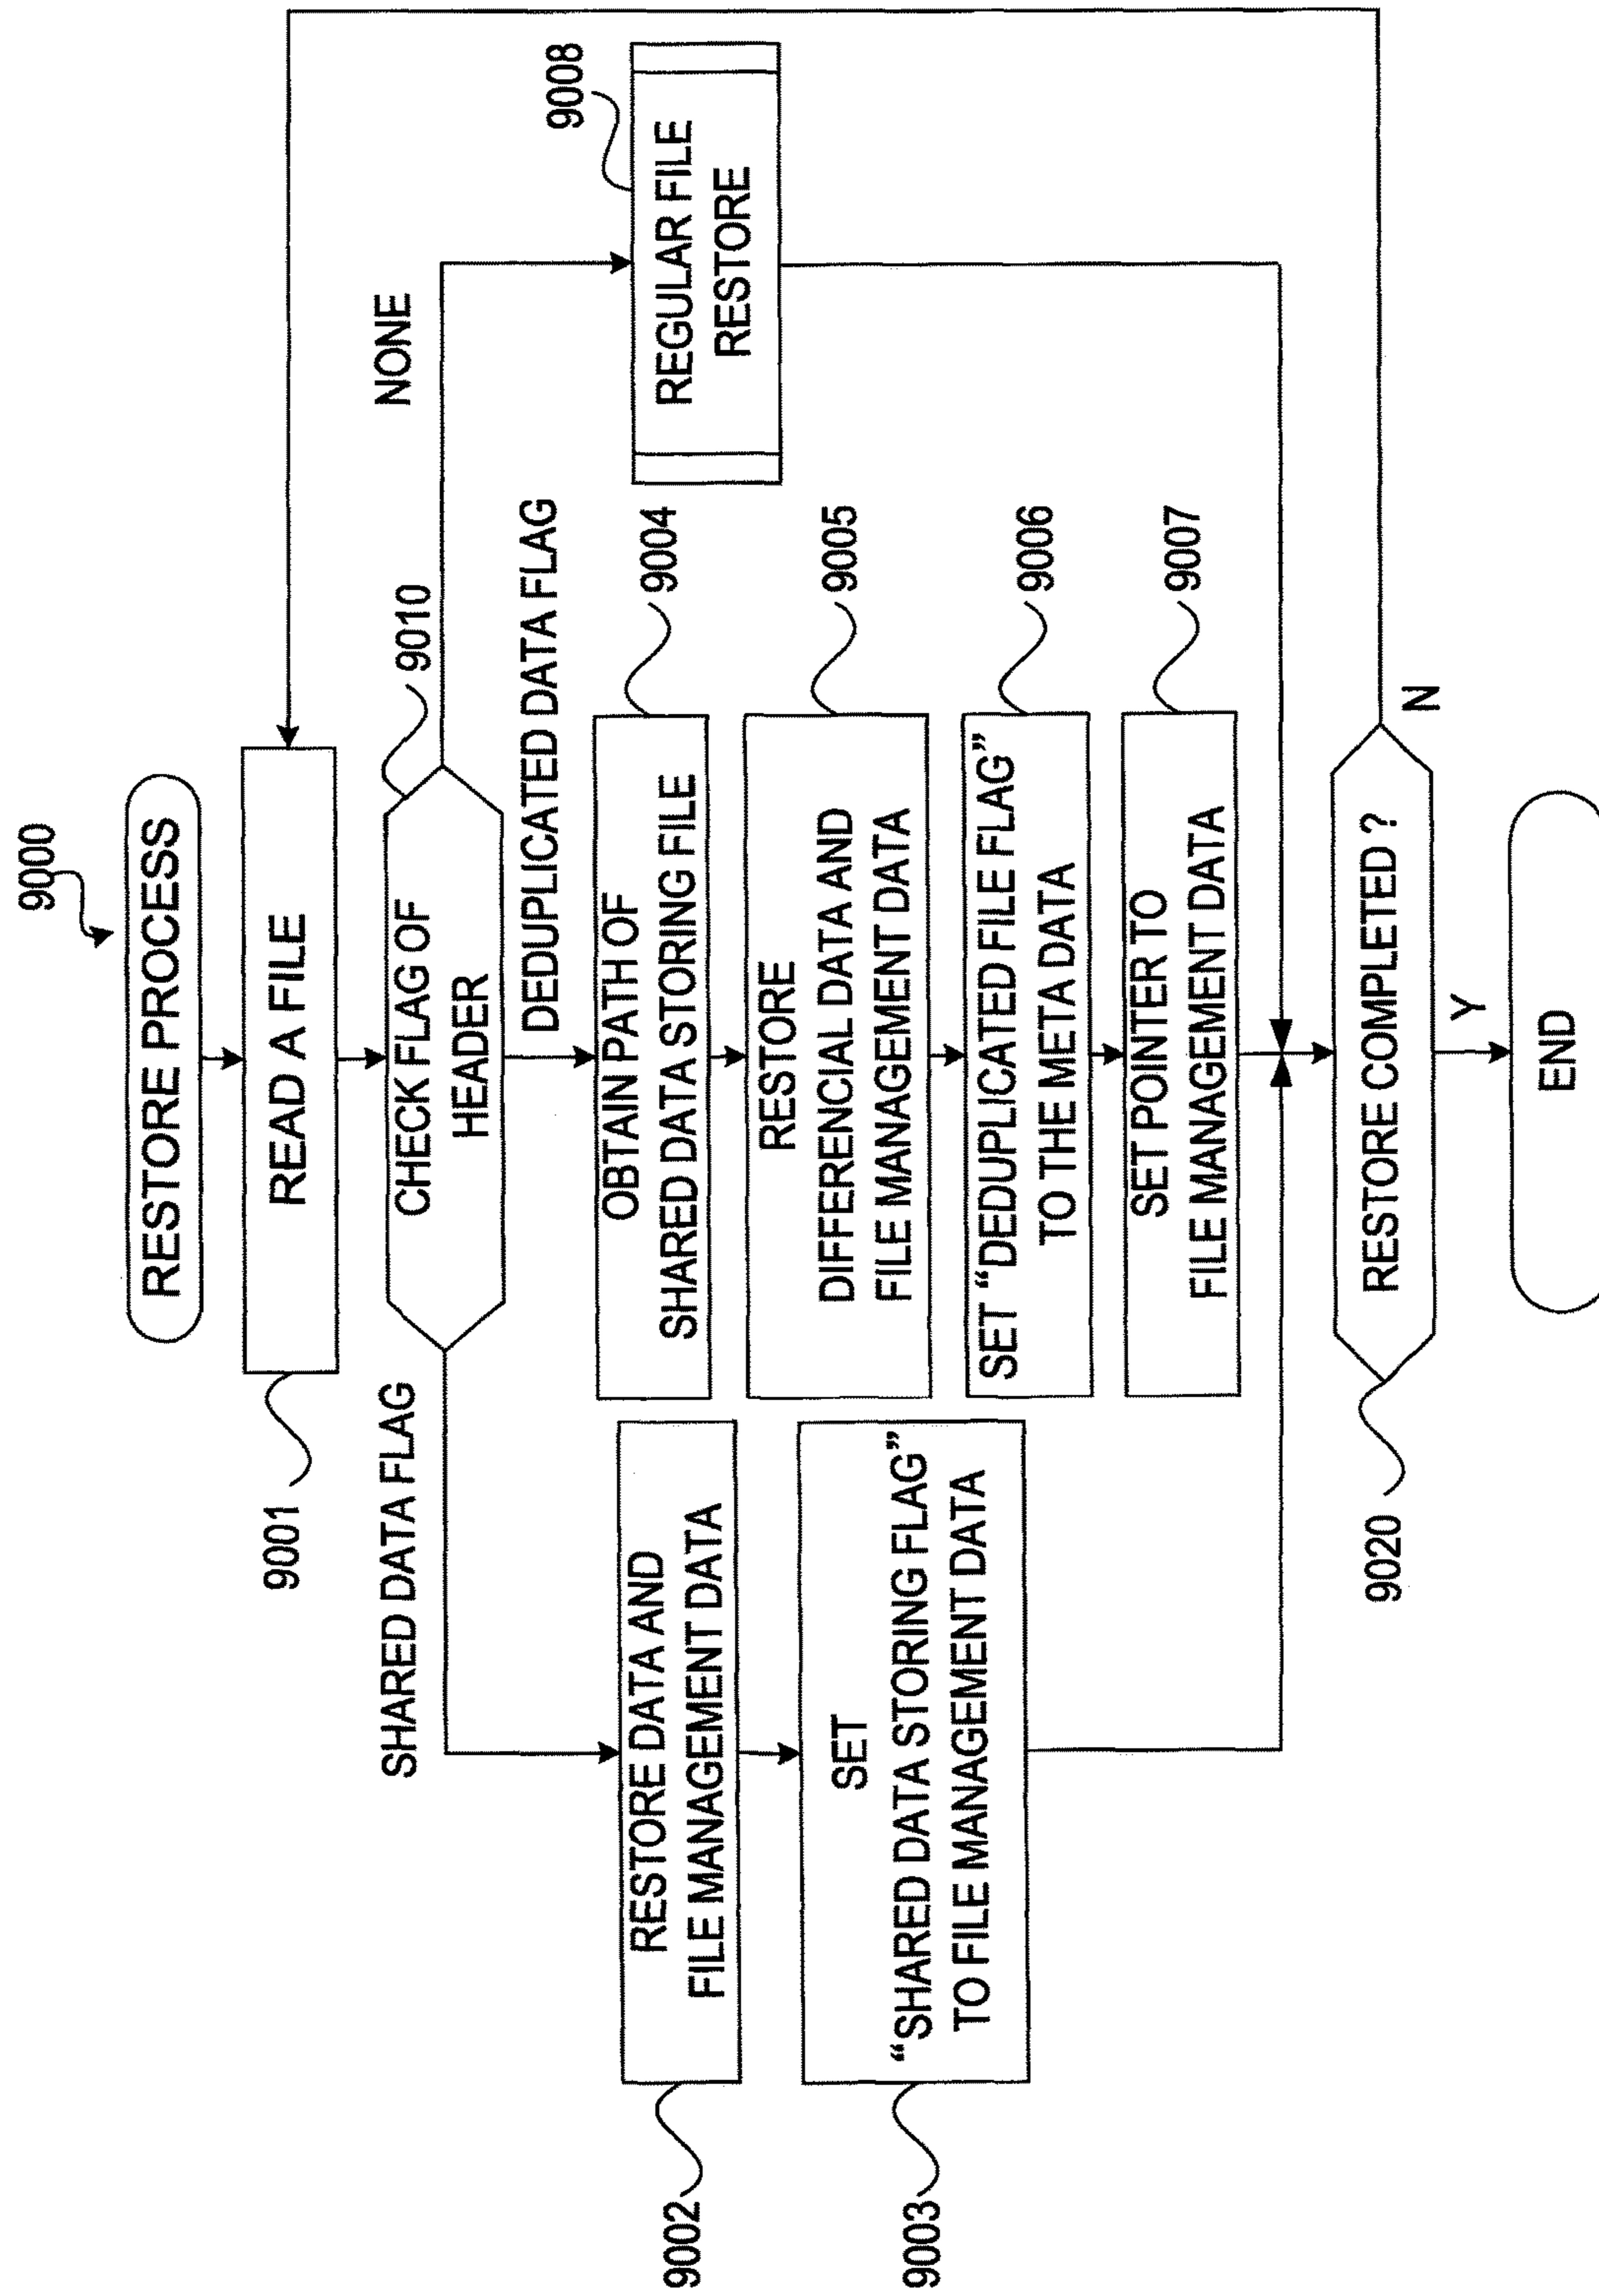 9000
RESTORE PROCESS
9001
READ A FILE
9010
CHECK FLAG OF
HEADER
SHARED DATA FLAG
DEDUPLICATED DATA FLAG
NONE
9002
RESTORE DATA AND
FILE MANAGEMENT DATA
9003
SET
“SHARED DATA STORING FLAG”
TO FILE MANAGEMENT DATA
9004
OBTAIN PATH OF
SHARED DATA STORING FILE
9005
RESTORE
DIFFERENCIAL DATA AND
FILE MANAGEMENT DATA
9006
SET “DEDUPLICATED FILE FLAG”
TO THE META DATA
9007
SET POINTER TO
FILE MANAGEMENT DATA
9008
REGULAR FILE
RESTORE
9020
RESTORE COMPLETED ?
N
Y
END